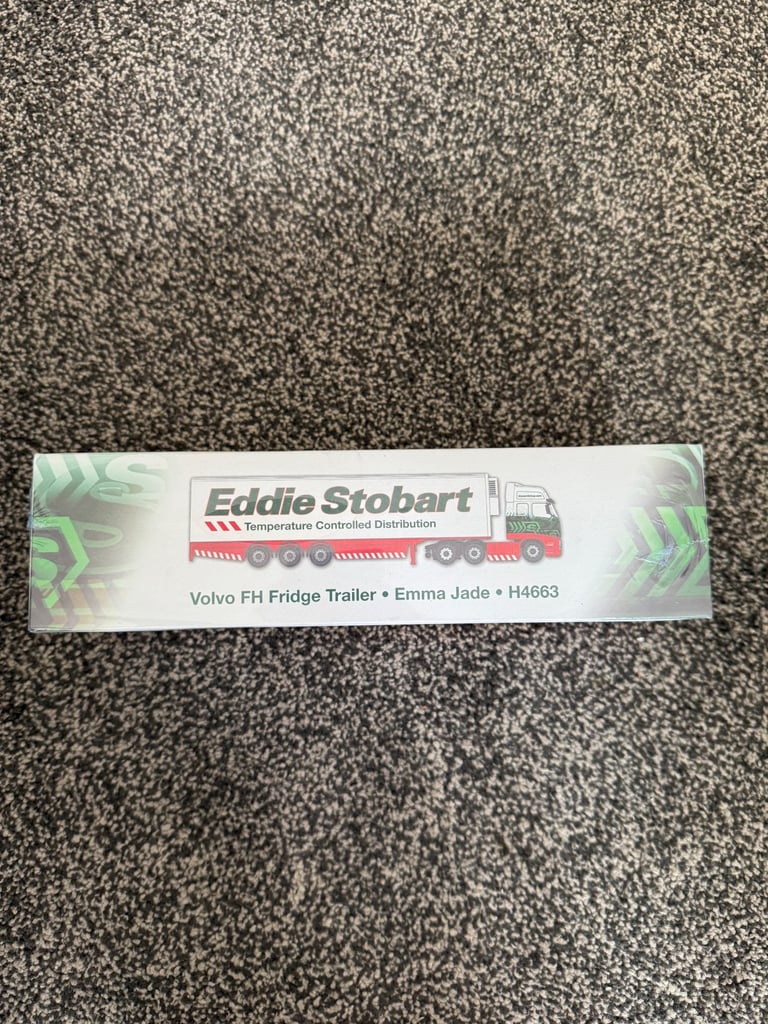 Eddie Stobart
Temperature Controlled Distribution
Volvo FH Fridge Trailer • Emma Jade • H4663